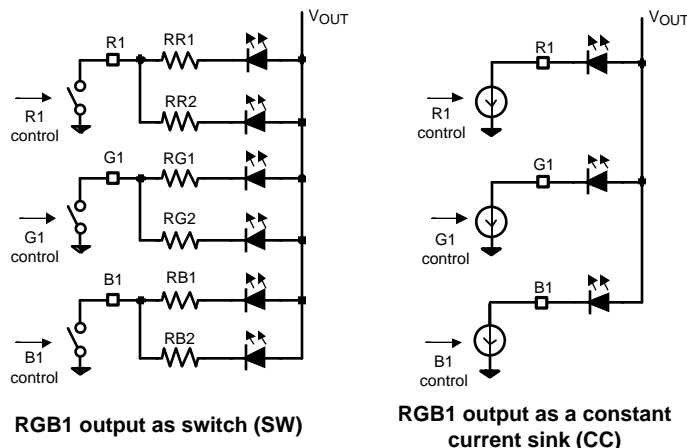 VOUT
R1
RR1
R1
control
RR2
G1
RG1
G1
control
RG2
B1
RB1
B1
control
RB2
RGB1 output as switch (SW)
VOUT
R1
R1
control
G1
G1
control
B1
B1
control
RGB1 output as a constant
current sink (CC)